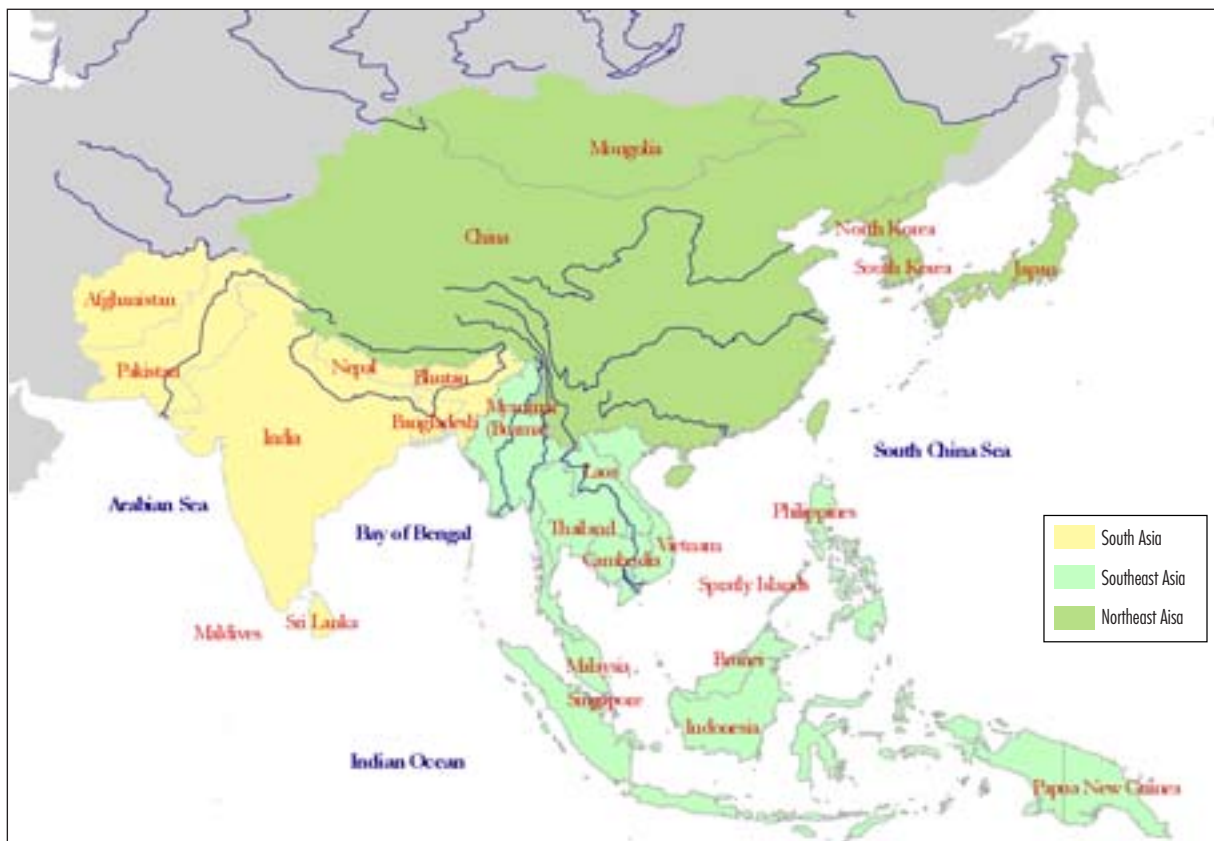 Mongolia
China
North Korea
South Korea
Japan
Afghanistan
Pakistan
Nepal
Bhutan
Bangladesh
India
Myanmar
(Burma)
Laos
South China Sea
Arabian Sea
Bay of Bengal
Thailand
Cambodia
Vietnam
Philippines
Spratly Islands
Maldives
Sri Lanka
Malaysia
Singapore
Brunei
Indonesia
Indian Ocean
Papua New Guinea
South Asia
Southeast Asia
Northeast Aisa